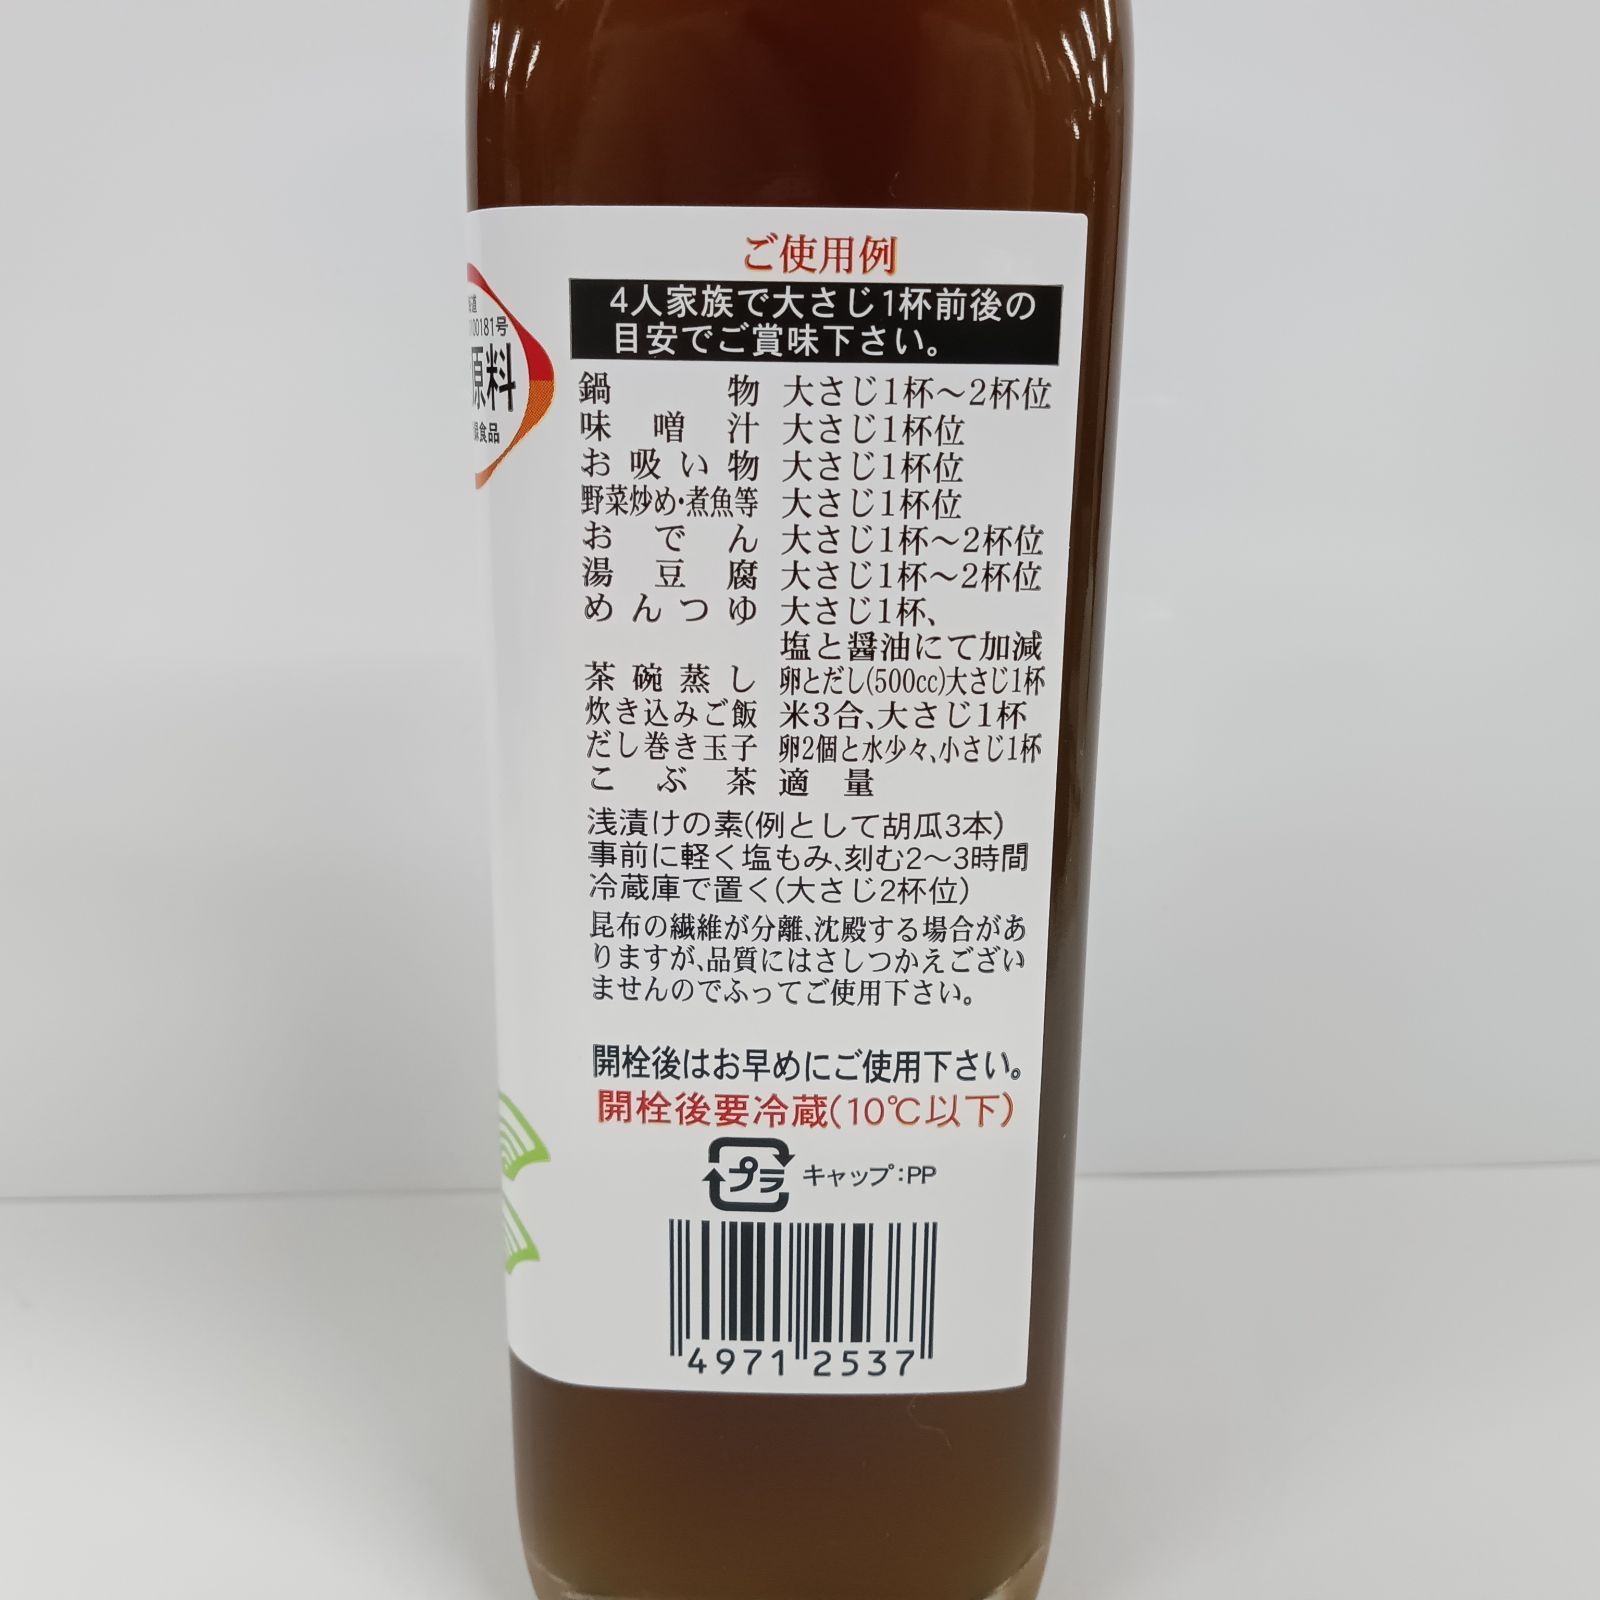 ご使用例
4人家族で大さじ1杯前後の
目安でご賞味下さい。
鍋物 大さじ1杯～2杯位
味噌汁 大さじ1杯位
お吸い物 大さじ1杯位
野菜炒め・煮魚等 大さじ1杯位
おでん 大さじ1杯～2杯位
湯豆腐 大さじ1杯～2杯位
めんつゆ 大さじ1杯、
塩と醤油にて加減
茶碗蒸し 卵とだし(500cc)大さじ1杯
炊き込みご飯 米3合、大さじ1杯
だし巻き玉子 卵2個と水少々、小さじ1杯
こぶ茶 適量
浅漬けの素(例として胡瓜3本)
事前に軽く塩もみ、刻む2～3時間
冷蔵庫で置く(大さじ2杯位)
昆布の繊維が分離、沈殿する場合があ
りますが、品質にはさしつかえござい
ませんのでふってご使用下さい。
開栓後はお早めにご使用下さい。
開栓後要冷蔵(10℃以下)
プラ キャップ:PP
4971 2537
道
00181号
原料
食品